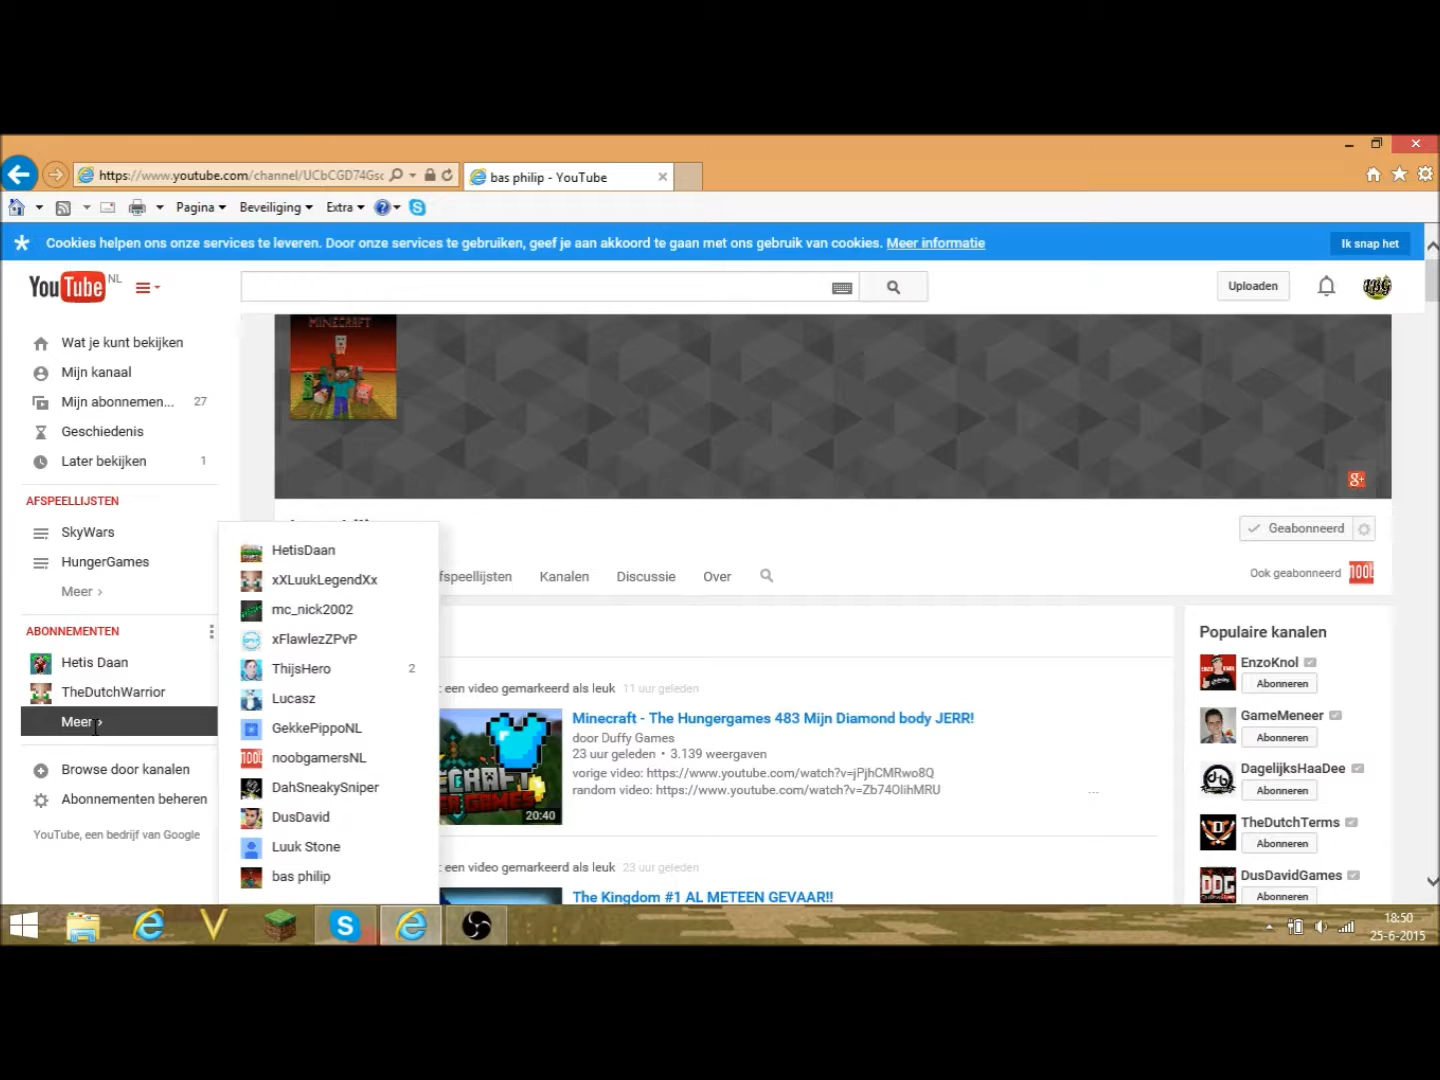 https://www.youtube.com/channel/UCbCGD74Gsc
bas philip - YouTube
Pagina
Beveiliging
Extra
Cookies helpen ons onze services te leveren. Door onze services te gebruiken, geef je aan akkoord te gaan met ons gebruik van cookies. Meer informatie
Ik snap het
YouTube NL
Uploaden
LBG
MINECRAFT
Wat je kunt bekijken
Mijn kanaal
Mijn abonnemen... 27
Geschiedenis
Later bekijken 1
AFSPEELLIJSTEN
SkyWars
HungerGames
Meer ›
ABONNEMENTEN
Hetis Daan
TheDutchWarrior
Meer ›
Browse door kanalen
Abonnementen beheren
YouTube, een bedrijf van Google
HetisDaan
xXLuukLegendXx
mc_nick2002
xFlawlezZPvP
ThijsHero 2
Lucasz
GekkePippoNL
noobgamersNL
DahSneakySniper
DusDavid
Luuk Stone
bas philip
g+
Geabonneerd
fspeellijsten
Kanalen
Discussie
Over
Ook geabonneerd
: een video gemarkeerd als leuk 11 uur geleden
Minecraft - The Hungergames 483 Mijn Diamond body JERR!
door Duffy Games
23 uur geleden • 3.139 weergaven
vorige video: https://www.youtube.com/watch?v=jPjhCMRwo8Q
random video: https://www.youtube.com/watch?v=Zb74OlihMRU
...
20:40
: een video gemarkeerd als leuk 23 uur geleden
The Kingdom #1 AL METEEN GEVAAR!!
Populaire kanalen
EnzoKnol
Abonneren
GameMeneer
Abonneren
DagelijksHaaDee
Abonneren
TheDutchTerms
Abonneren
DusDavidGames
Abonneren
18:50
25-6-2015